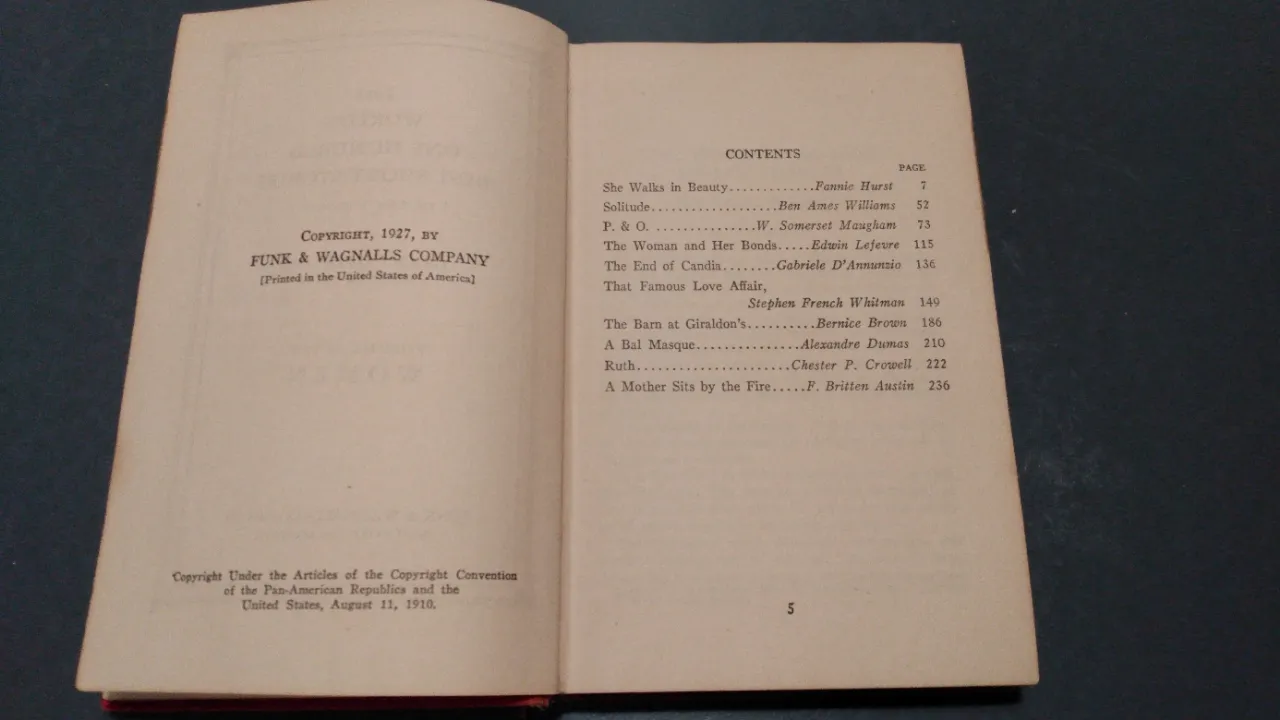 COPYRIGHT, 1927, BY
FUNK & WAGNALLS COMPANY
[Printed in the United States of America]
Copyright Under the Articles of the Copyright Convention
of the Pan-American Republics and the
United States, August 11, 1910.
CONTENTS
PAGE
She Walks in Beauty.............Fannie Hurst 7
Solitude...................Ben Ames Williams 52
P. & O. ...............W. Somerset Maugham 73
The Woman and Her Bonds.....Edwin Lefevre 115
The End of Candia........Gabriele D'Annunzio 136
That Famous Love Affair,
Stephen French Whitman 149
The Barn at Giraldon's..........Bernice Brown 186
A Bal Masque...............Alexandre Dumas 210
Ruth......................Chester P. Crowell 222
A Mother Sits by the Fire.....F. Britten Austin 236
5